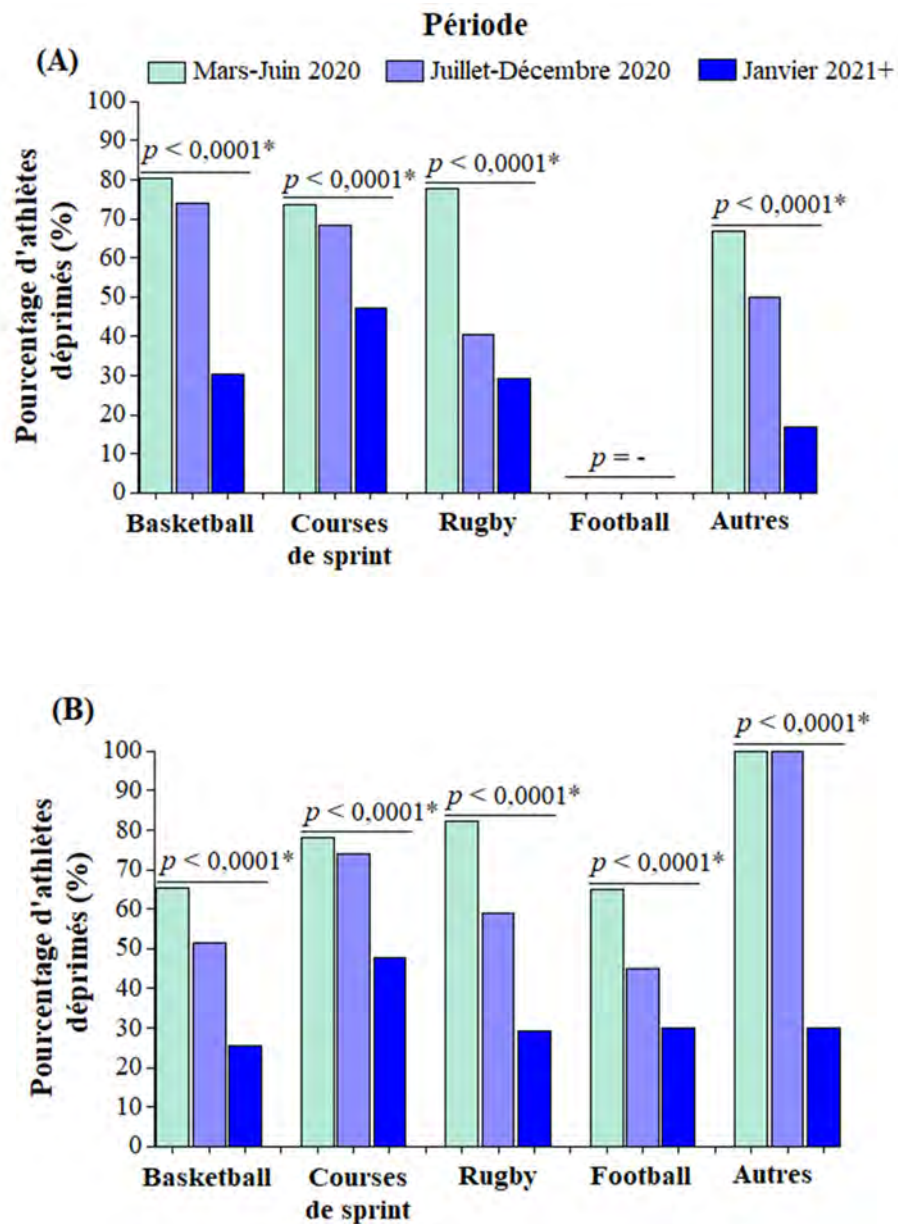 Période
(A)
Mars-Juin 2020 Juillet-Décembre 2020 Janvier 2021+
Pourcentage d'athlètes
déprimés (%)
100
90
80
70
60
50
40
30
20
10
0
p < 0,0001*
p < 0,0001*
p < 0,0001*
p = -
p < 0,0001*
Basketball
Courses
de sprint
Rugby
Football
Autres
(B)
Pourcentage d'athlètes
déprimés (%)
100
90
80
70
60
50
40
30
20
10
0
p < 0,0001*
p < 0,0001*
p < 0,0001*
p < 0,0001*
p < 0,0001*
Basketball
Courses
de sprint
Rugby
Football
Autres